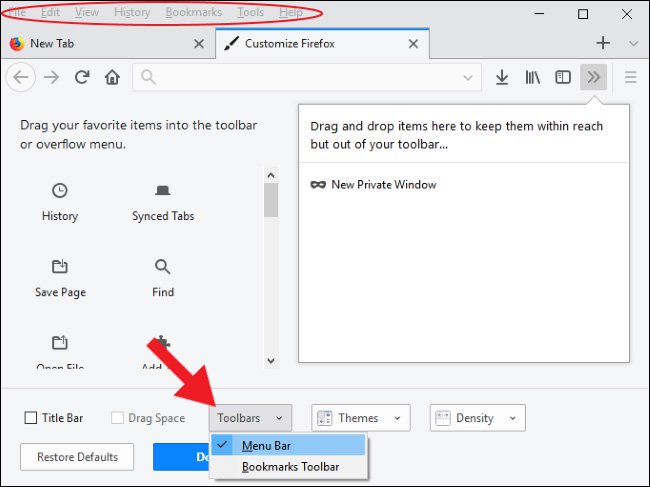 File Edit View History Bookmarks Tools Help
New Tab
Customize Firefox
Drag your favorite items into the toolbar
or overflow menu.
History
Synced Tabs
Save Page
Find
Open File
Drag and drop items here to keep them within reach
but out of your toolbar...
New Private Window
Title Bar
Drag Space
Toolbars
Themes
Density
Menu Bar
Bookmarks Toolbar
Restore Defaults